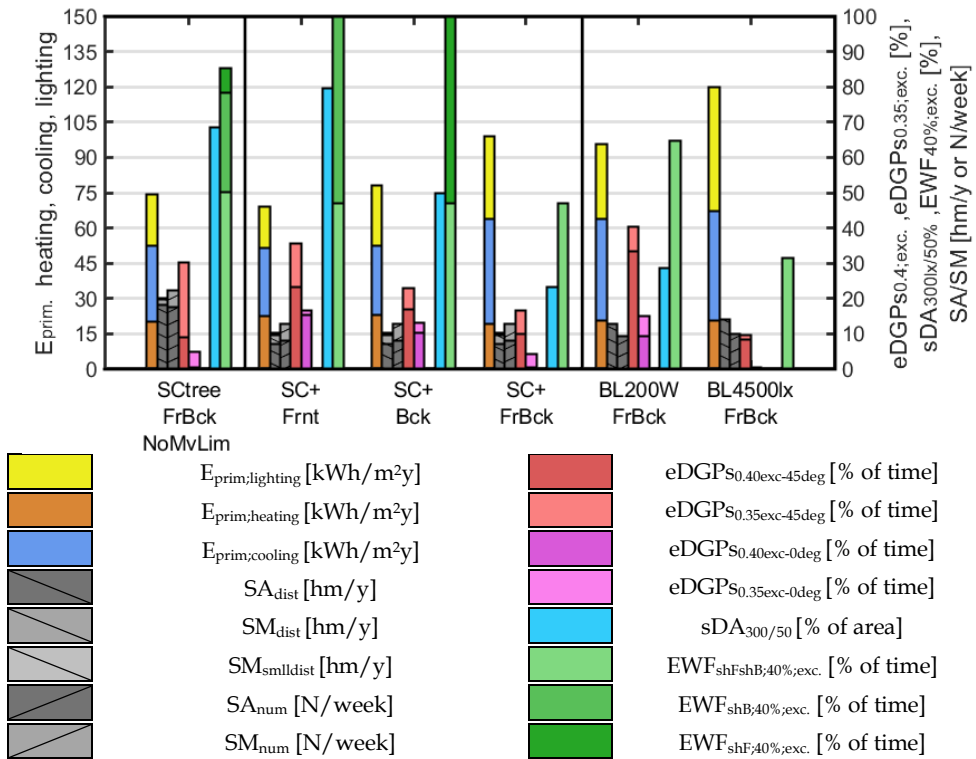 150
135
120
105
90
75
60
45
30
15
0
Eprim. heating, cooling, lighting
100
90
80
70
60
50
40
30
20
10
0
eDGPs0.4;exc. ,eDGPs0.35;exc. [%],
sDA300lx/50% ,EWF40%;exc. [%],
SA/SM [hm/y] or N/week
SCtree FrBck NoMvLim
SC+ Frnt
SC+ Bck
SC+ FrBck
BL200W FrBck
BL4500lx FrBck
Eprim;lighting [kWh/m²y]
eDGPs0.40exc-45deg [% of time]
Eprim;heating [kWh/m²y]
eDGPs0.35exc-45deg [% of time]
Eprim;cooling [kWh/m²y]
eDGPs0.40exc-0deg [% of time]
SAdist [hm/y]
eDGPs0.35exc-0deg [% of time]
SMdist [hm/y]
sDA300/50 [% of area]
SMsmlldist [hm/y]
EWFshFshB;40%;exc. [% of time]
SAnum [N/week]
EWFshB;40%;exc. [% of time]
SMnum [N/week]
EWFshF;40%;exc. [% of time]